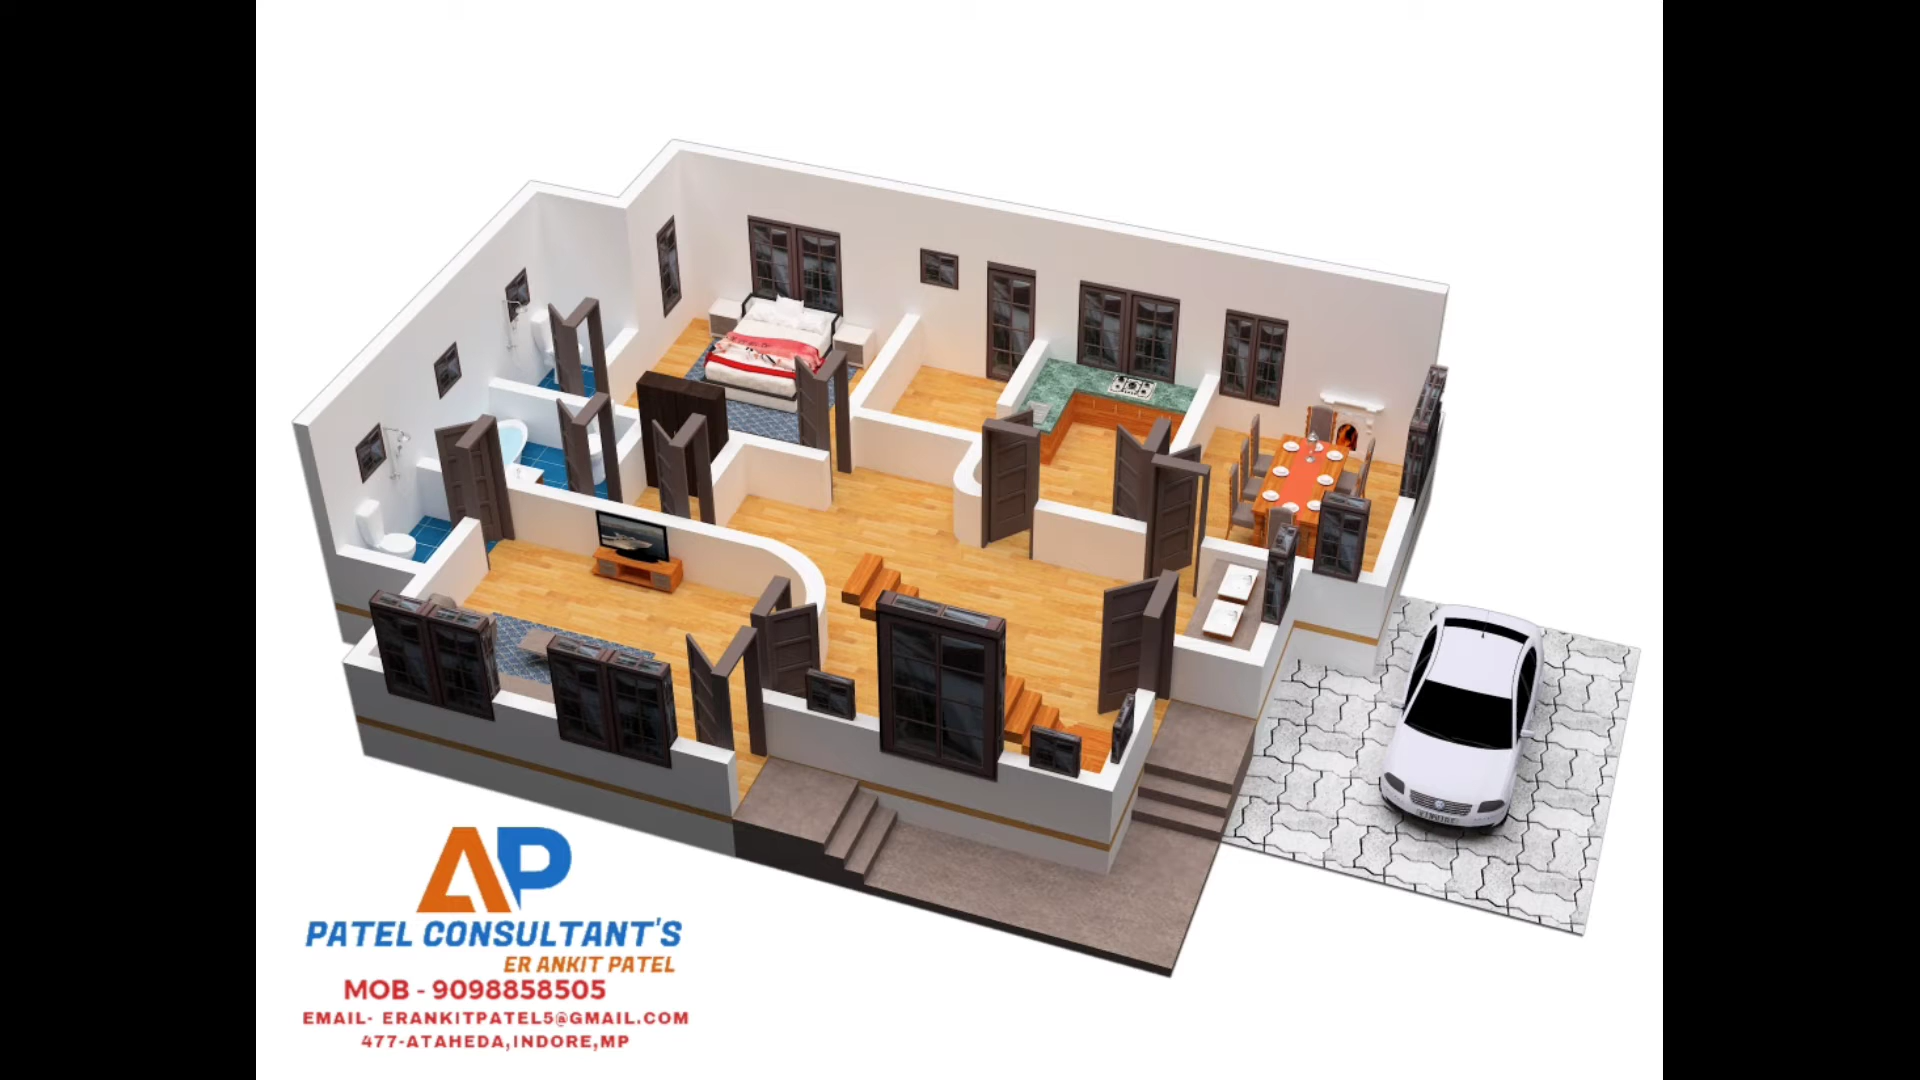 AP
PATEL CONSULTANT'S
ER ANKIT PATEL
MOB - 9098858505
EMAIL- ERANKITPATEL5@GMAIL.COM
477-ATAHEDA,INDORE,MP